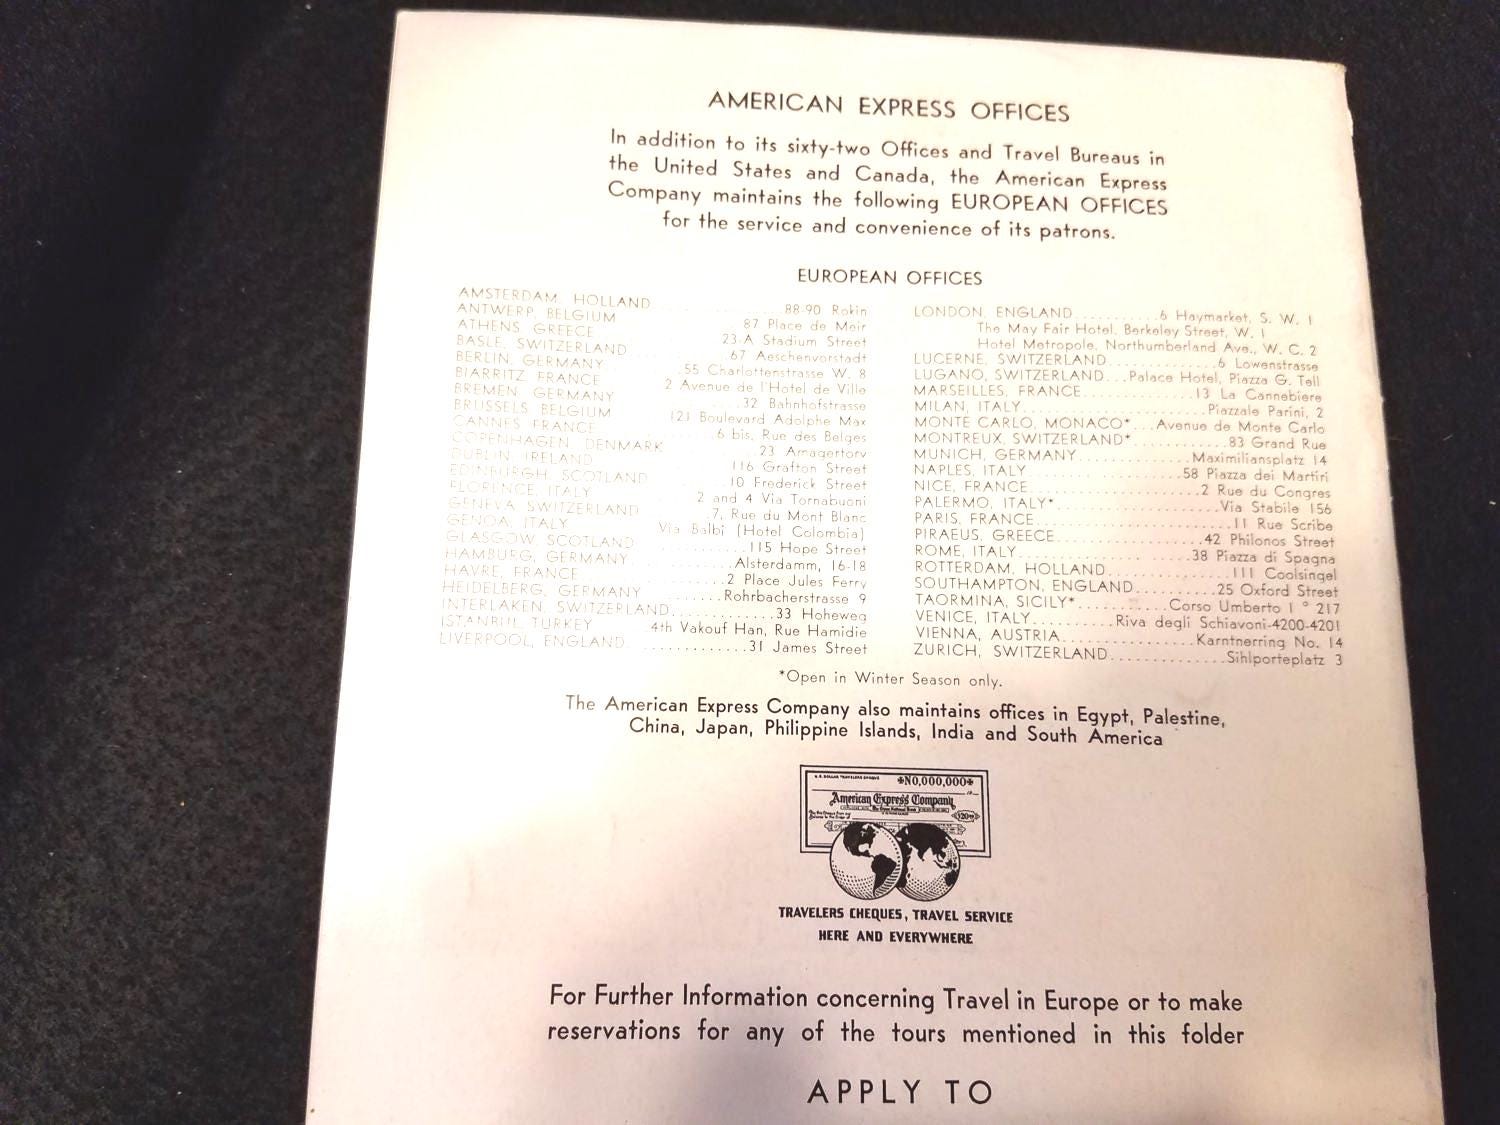 AMERICAN EXPRESS OFFICES
In addition to its sixty-two Offices and Travel Bureaus in
the United States and Canada, the American Express
Company maintains the following EUROPEAN OFFICES
for the service and convenience of its patrons.
EUROPEAN OFFICES
AMSTERDAM, HOLLAND 88-90 Rokin
ANTWERP, BELGIUM 87 Place de Meir
ATHENS, GREECE 23-A Stadium Street
BASLE, SWITZERLAND 67 Aeschenvorstadt
BERLIN, GERMANY 55 Charlottenstrasse W. 8
BIARRITZ, FRANCE 2 Avenue de l'Hotel de Ville
BREMEN, GERMANY 32 Bahnhofstrasse
BRUSSELS, BELGIUM 121 Boulevard Adolphe Max
CANNES, FRANCE 6 bis, Rue des Belges
COPENHAGEN, DENMARK 23 Amagertorv
DUBLIN, IRELAND 116 Grafton Street
EDINBURGH, SCOTLAND 10 Frederick Street
FLORENCE, ITALY 2 and 4 Via Tornabuoni
GENEVA, SWITZERLAND 7, Rue du Mont Blanc
GENOA, ITALY Via Balbi (Hotel Colombia)
GLASGOW, SCOTLAND 115 Hope Street
HAMBURG, GERMANY Alsterdamm, 16-18
HAVRE, FRANCE 2 Place Jules Ferry
HEIDELBERG, GERMANY Rohrbacherstrasse 9
INTERLAKEN, SWITZERLAND 33 Hoheweg
ISTANBUL, TURKEY 4th Vakouf Han, Rue Hamidie
LIVERPOOL, ENGLAND 31 James Street
LONDON, ENGLAND 6 Haymarket, S. W. 1
The May Fair Hotel, Berkeley Street, W. 1
Hotel Metropole, Northumberland Ave., W. C. 2
LUCERNE, SWITZERLAND 6 Lowenstrasse
LUGANO, SWITZERLAND Palace Hotel, Piazza G. Tell
MARSEILLES, FRANCE 13 La Cannebiere
MILAN, ITALY Piazzale Parini, 2
MONTE CARLO, MONACO* Avenue de Monte Carlo
MONTREUX, SWITZERLAND* 83 Grand Rue
MUNICH, GERMANY Maximiliansplatz 14
NAPLES, ITALY 58 Piazza dei Martiri
NICE, FRANCE 2 Rue du Congres
PALERMO, ITALY* Via Stabile 156
PARIS, FRANCE 11 Rue Scribe
PIRAEUS, GREECE 42 Philonos Street
ROME, ITALY 38 Piazza di Spagna
ROTTERDAM, HOLLAND 111 Coolsingel
SOUTHAMPTON, ENGLAND 25 Oxford Street
TAORMINA, SICILY* Corso Umberto I ° 217
VENICE, ITALY Riva degli Schiavoni-4200-4201
VIENNA, AUSTRIA Karntnerring No. 14
ZURICH, SWITZERLAND Sihlporteplatz 3
*Open in Winter Season only.
The American Express Company also maintains offices in Egypt, Palestine,
China, Japan, Philippine Islands, India and South America
U.S. DOLLAR TRAVELERS CHEQUE N0,000,000
American Express Company
$20
TRAVELERS CHEQUES, TRAVEL SERVICE
HERE AND EVERYWHERE
For Further Information concerning Travel in Europe or to make
reservations for any of the tours mentioned in this folder
APPLY TO